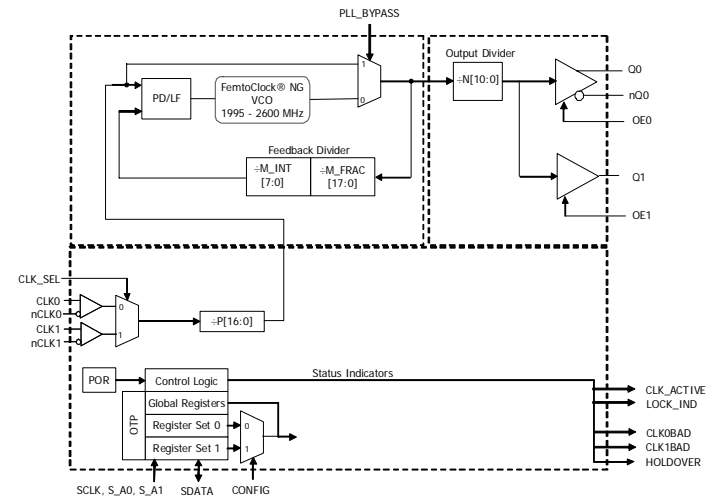 PLL_BYPASS
Output Divider
1
Q0
FemtoClock® NG
VCO
1995 - 2600 MHz
PD/LF
÷N[10:0]
0
nQ0
OE0
Feedback Divider
÷M_INT
[7:0]
÷M_FRAC
[17:0]
Q1
OE1
CLK_SEL
CLK0
nCLK0
CLK1
nCLK1
0
1
÷P[16:0]
POR
Control Logic
Status Indicators
CLK_ACTIVE
LOCK_IND
OTP
Global Registers
Register Set 0
0
CLK0BAD
Register Set 1
1
CLK1BAD
HOLDOVER
SCLK, S_A0, S_A1
SDATA
CONFIG